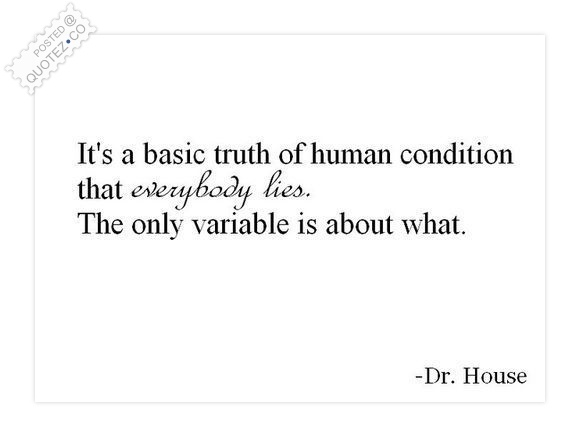 POSTED @
QUOTEZ.CO
It's a basic truth of human condition
that everybody lies.
The only variable is about what.
-Dr. House